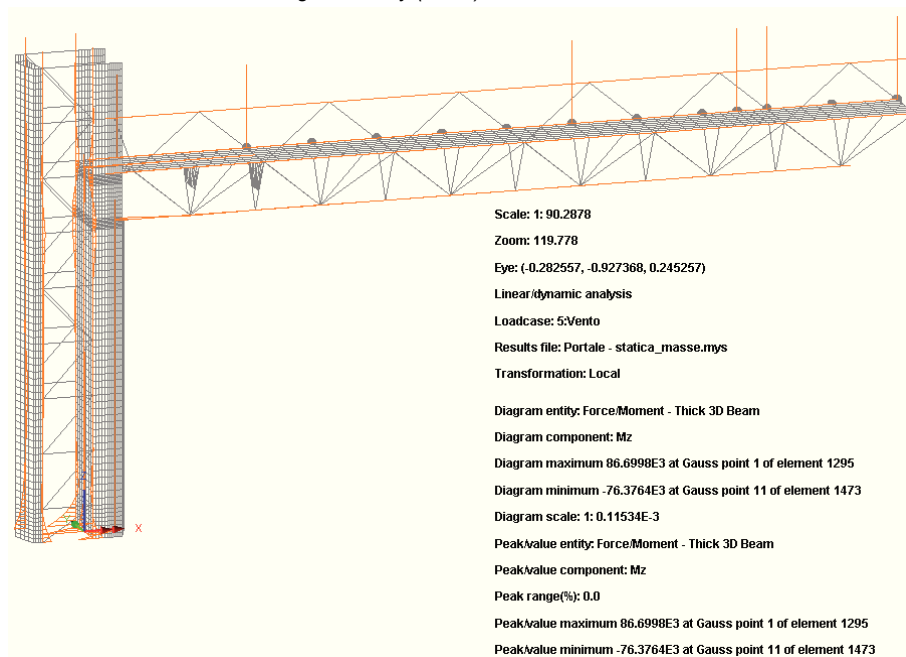 X
Scale: 1: 90.2878
Zoom: 119.778
Eye: (-0.282557, -0.927368, 0.245257)
Linear/dynamic analysis
Loadcase: 5:Vento
Results file: Portale - statica_masse.mys
Transformation: Local
Diagram entity: Force/Moment - Thick 3D Beam
Diagram component: Mz
Diagram maximum 86.6998E3 at Gauss point 1 of element 1295
Diagram minimum -76.3764E3 at Gauss point 11 of element 1473
Diagram scale: 1: 0.11534E-3
Peak/value entity: Force/Moment - Thick 3D Beam
Peak/value component: Mz
Peak range(%): 0.0
Peak/value maximum 86.6998E3 at Gauss point 1 of element 1295
Peak/value minimum -76.3764E3 at Gauss point 11 of element 1473